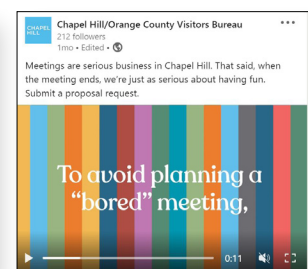 CHAPEL
HILL
Chapel Hill/Orange County Visitors Bureau
212 followers
1mo • Edited •
Meetings are serious business in Chapel Hill. That said, when
the meeting ends, we're just as serious about having fun.
Submit a proposal request.
To avoid planning a
“bored” meeting,
0:11